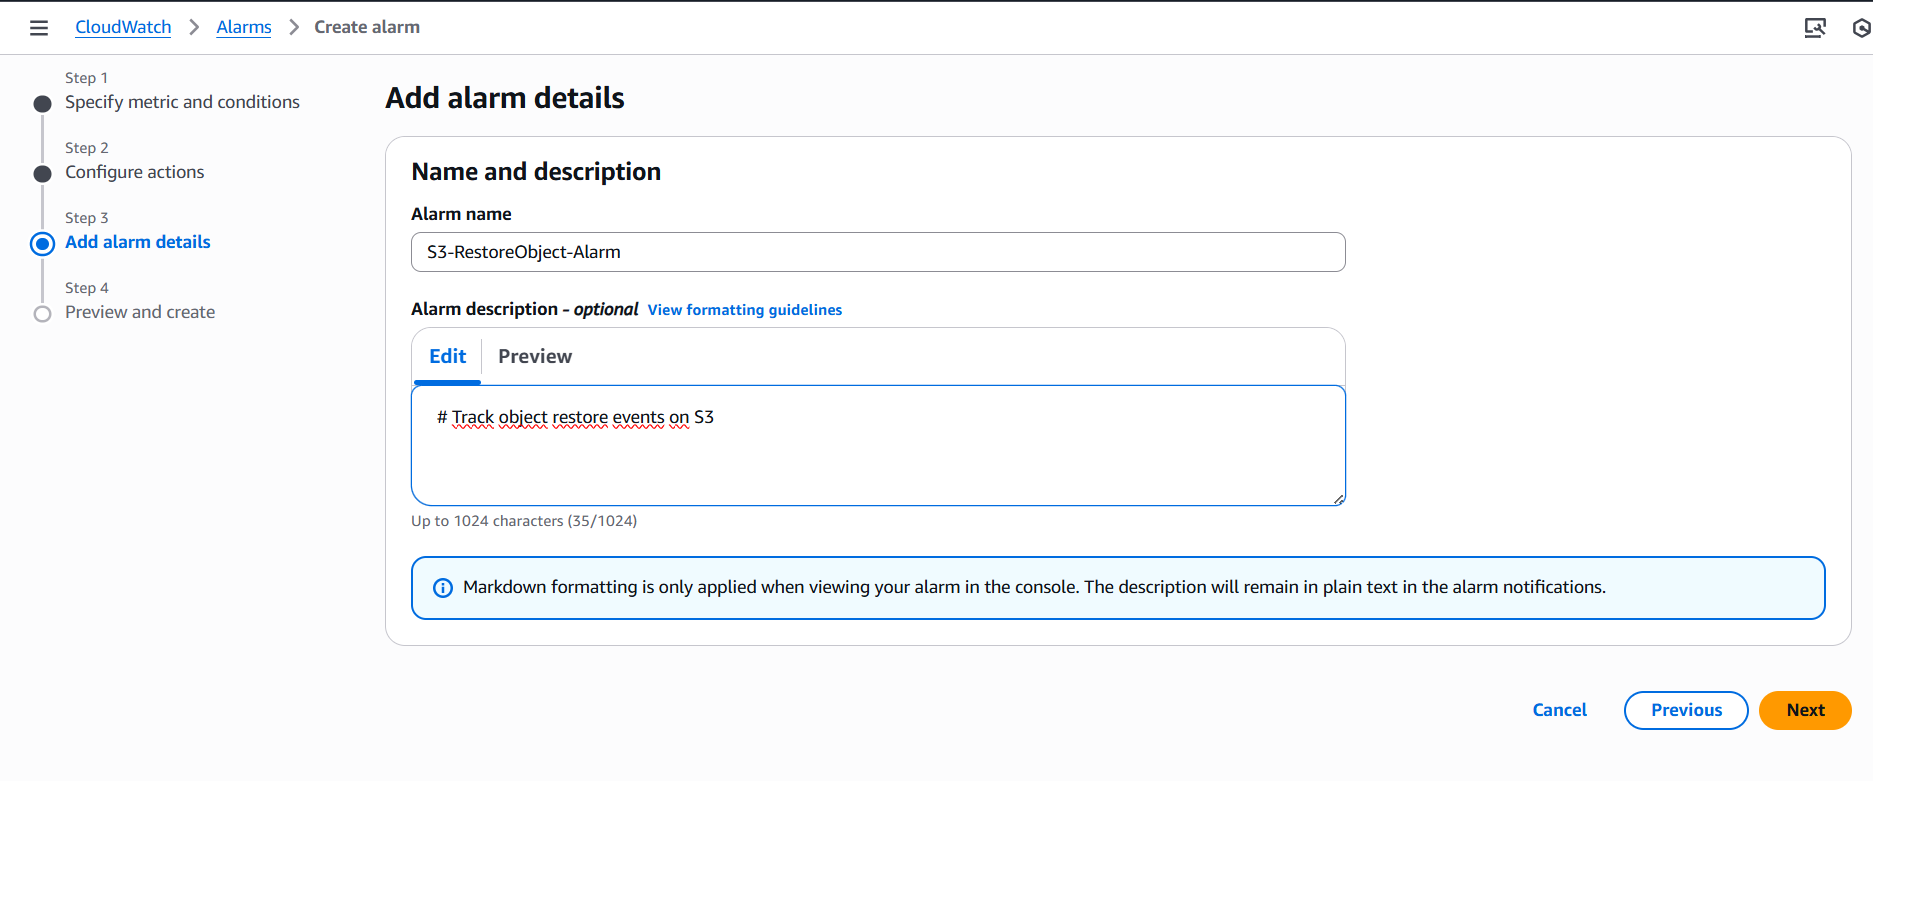 CloudWatch > Alarms > Create alarm
Step 1
Specify metric and conditions
Step 2
Configure actions
Step 3
Add alarm details
Step 4
Preview and create
Add alarm details
Name and description
Alarm name
S3-RestoreObject-Alarm
Alarm description - optional View formatting guidelines
Edit Preview
# Track object restore events on S3
Up to 1024 characters (35/1024)
Markdown formatting is only applied when viewing your alarm in the console. The description will remain in plain text in the alarm notifications.
Cancel Previous Next